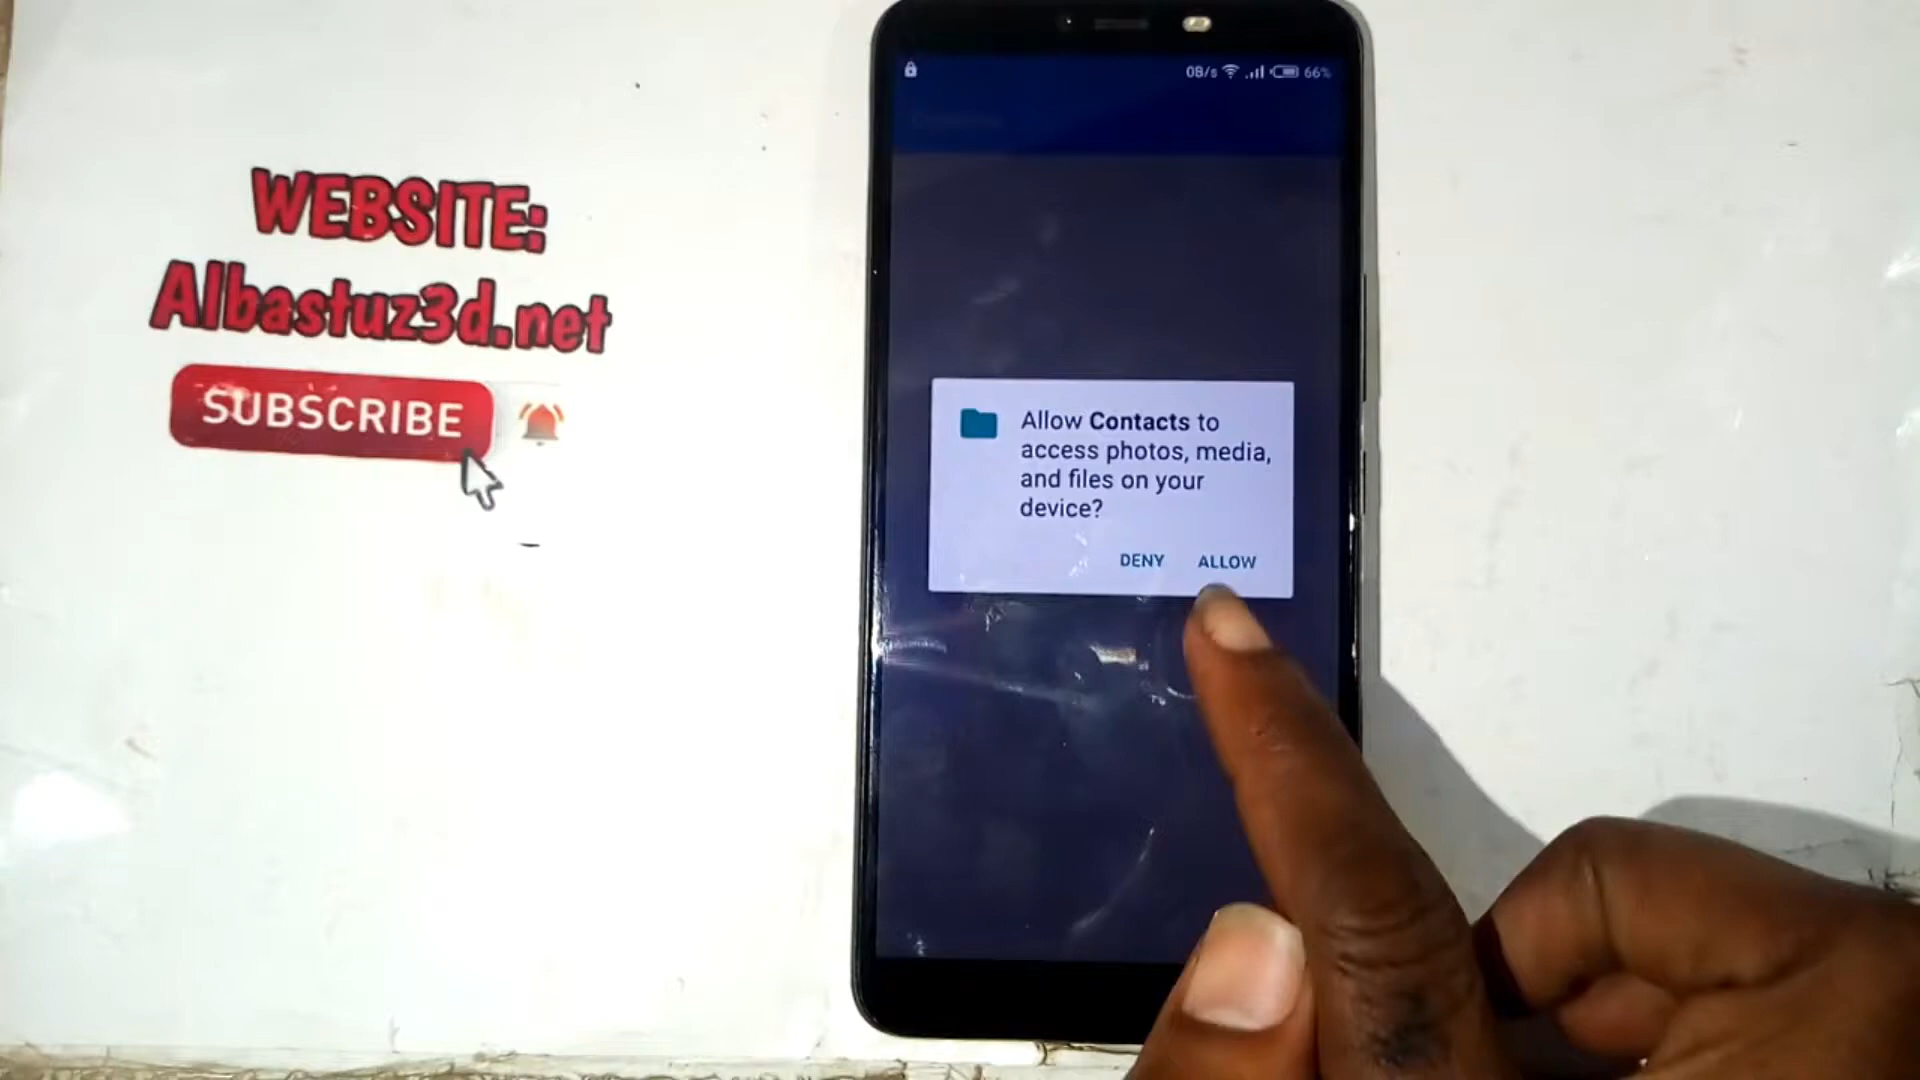 WEBSITE:
Albastuz3d.net
SUBSCRIBE
0B/s 66%
Allow Contacts to
access photos, media,
and files on your
device?
DENY ALLOW